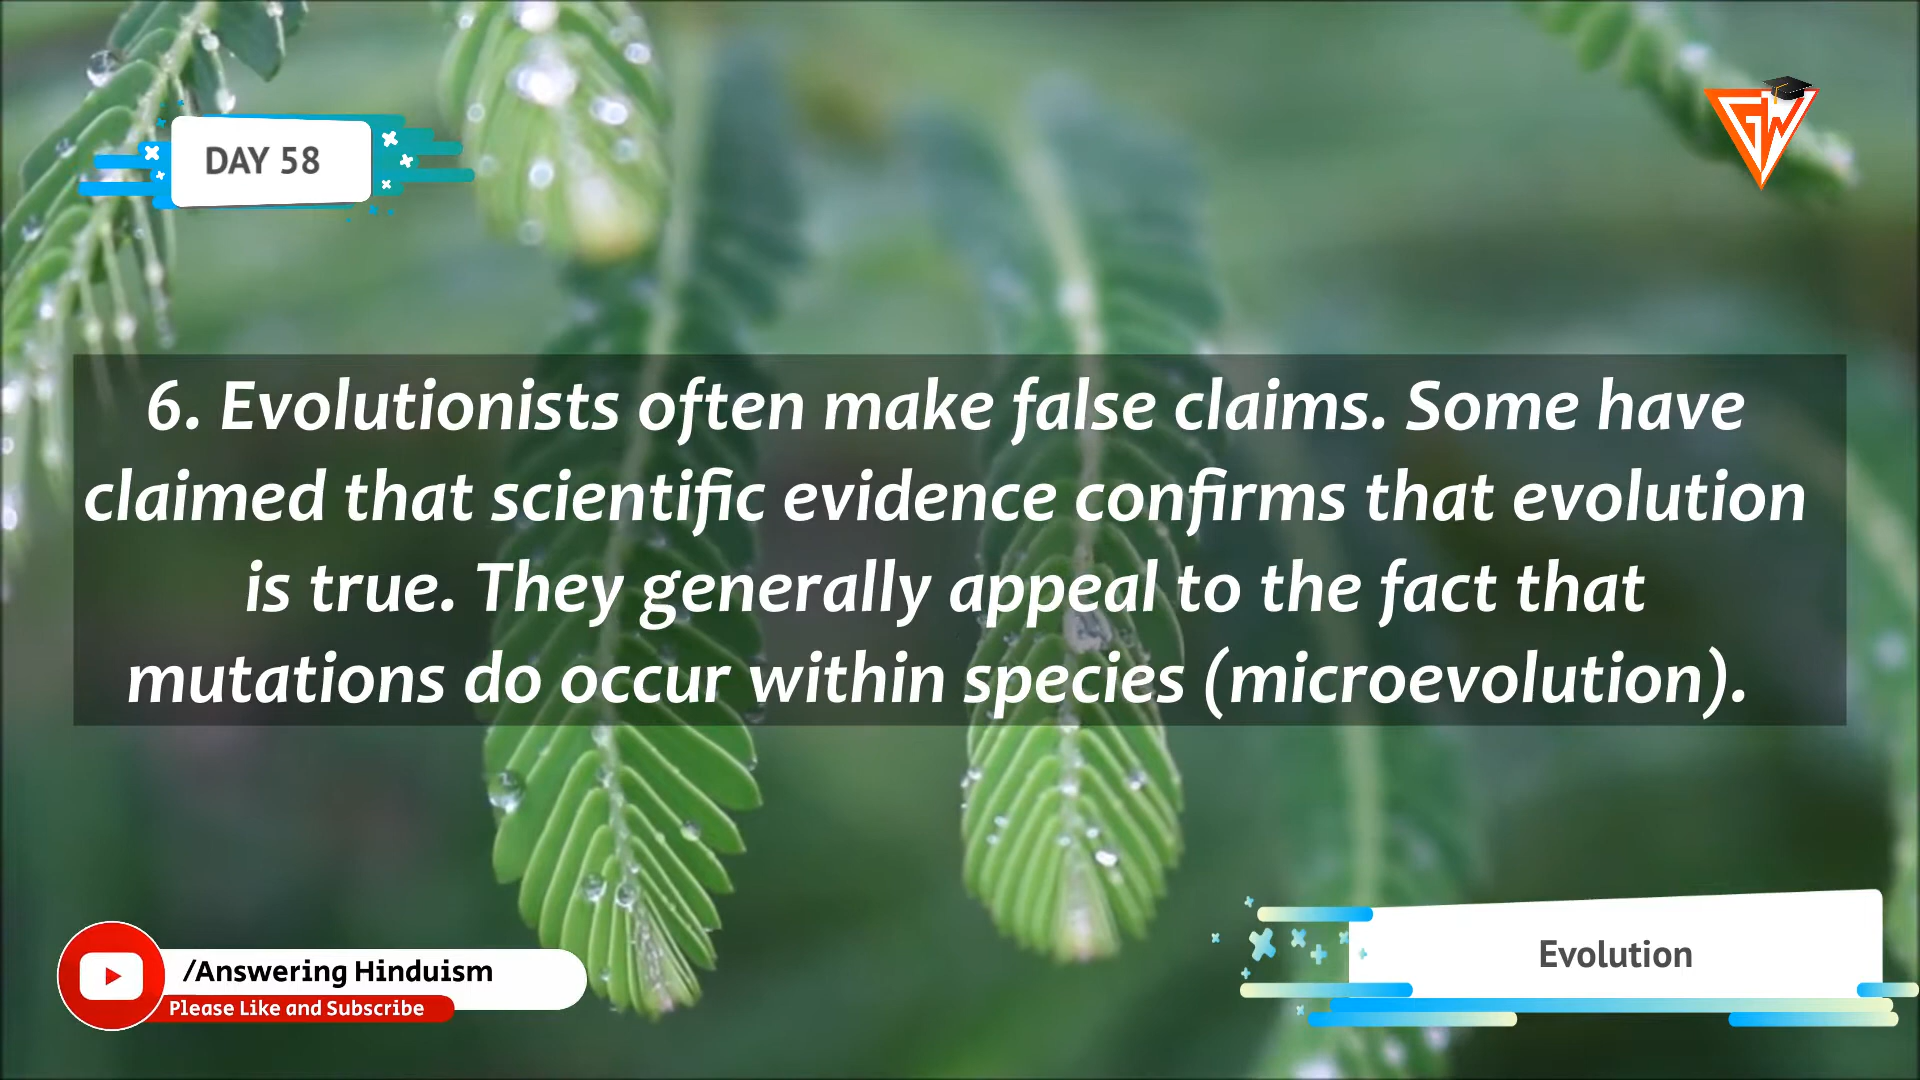 DAY 58
GW
6. Evolutionists often make false claims. Some have
claimed that scientific evidence confirms that evolution
is true. They generally appeal to the fact that
mutations do occur within species (microevolution).
/Answering Hinduism
Please Like and Subscribe
Evolution